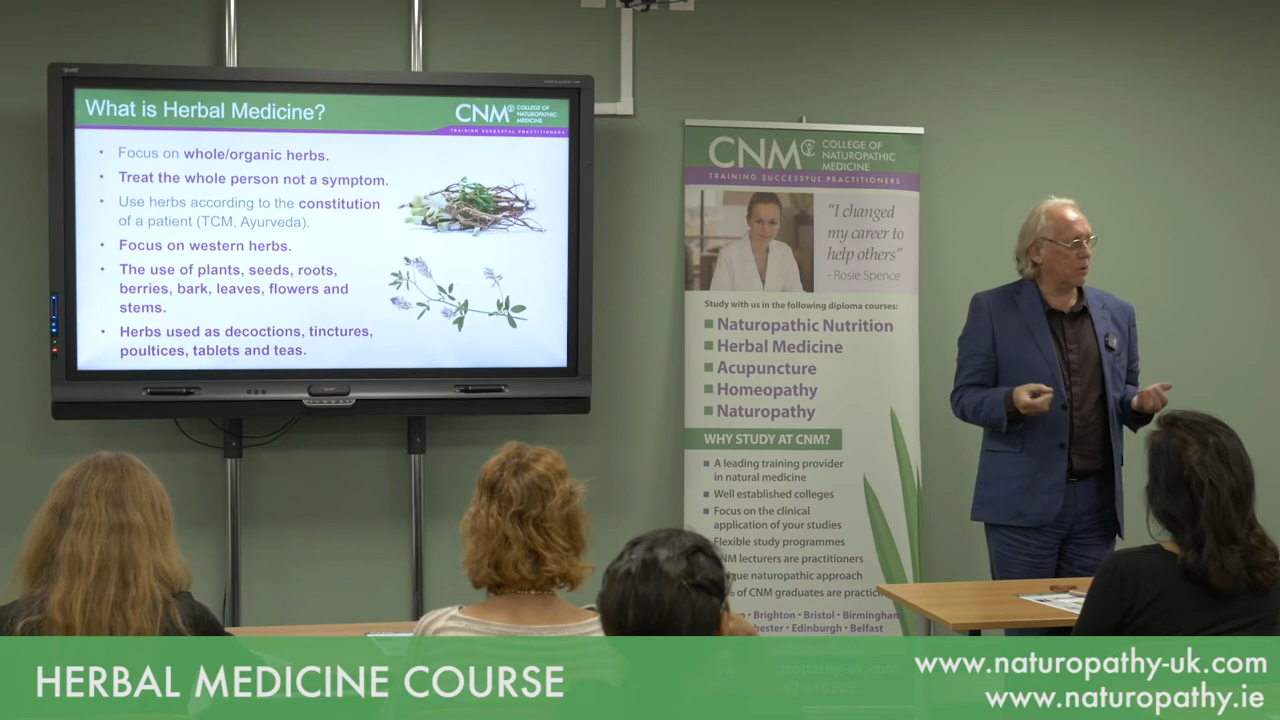 What is Herbal Medicine?
CNM COLLEGE OF
NATUROPATHIC
MEDICINE
TRAINING SUCCESSFUL PRACTITIONERS
• Focus on whole/organic herbs.
• Treat the whole person not a symptom.
• Use herbs according to the constitution
of a patient (TCM, Ayurveda).
• Focus on western herbs.
• The use of plants, seeds, roots,
berries, bark, leaves, flowers and
stems.
• Herbs used as decoctions, tinctures,
poultices, tablets and teas.
CNM COLLEGE OF
NATUROPATHIC
MEDICINE
TRAINING SUCCESSFUL PRACTITIONERS
“I changed
my career to
help others”
- Rosie Spence
Study with us in the following diploma courses:
Naturopathic Nutrition
Herbal Medicine
Acupuncture
Homeopathy
Naturopathy
WHY STUDY AT CNM?
A leading training provider
in natural medicine
Well established colleges
Focus on the clinical
application of your studies
Flexible study programmes
NM lecturers are practitioners
que naturopathic approach
of CNM graduates are practicin
• Brighton • Bristol • Birmingham
hester • Edinburgh • Belfast
HERBAL MEDICINE COURSE
www.naturopathy-uk.com
www.naturopathy.ie